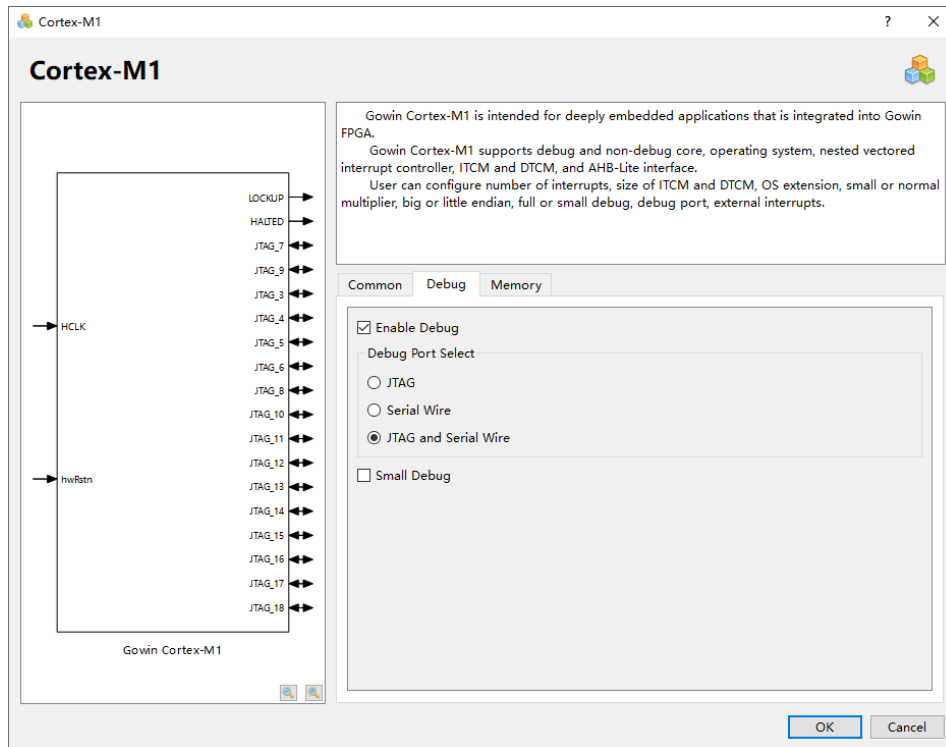 Cortex-M1
?
Cortex-M1
LOCKUP
HALTED
JTAG_7
JTAG_9
JTAG_3
JTAG_4
HCLK
JTAG_5
JTAG_6
JTAG_8
JTAG_10
JTAG_11
JTAG_12
hwRstn
JTAG_13
JTAG_14
JTAG_15
JTAG_16
JTAG_17
JTAG_18
Gowin Cortex-M1
Gowin Cortex-M1 is intended for deeply embedded applications that is integrated into Gowin
FPGA.
Gowin Cortex-M1 supports debug and non-debug core, operating system, nested vectored
interrupt controller, ITCM and DTCM, and AHB-Lite interface.
User can configure number of interrupts, size of ITCM and DTCM, OS extension, small or normal
multiplier, big or little endian, full or small debug, debug port, external interrupts.
Common Debug Memory
Enable Debug
Debug Port Select
JTAG
Serial Wire
JTAG and Serial Wire
Small Debug
OK Cancel